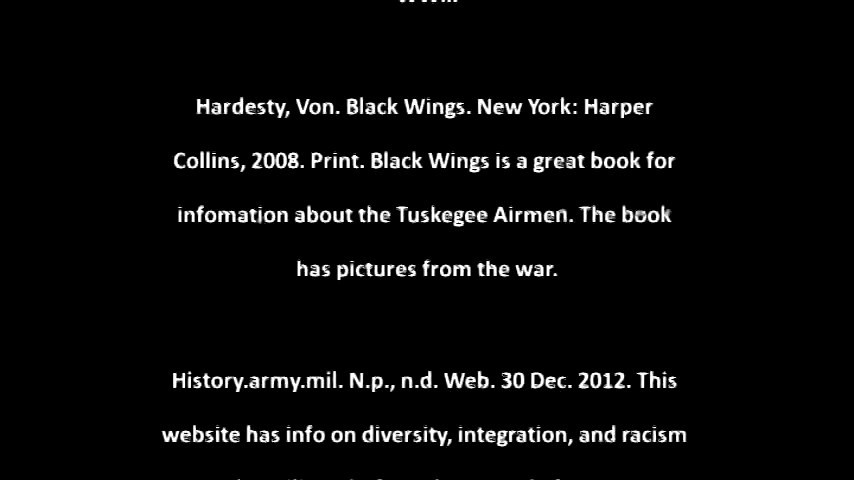 Hardesty, Von. Black Wings. New York: Harper
Collins, 2008. Print. Black Wings is a great book for
infomation about the Tuskegee Airmen. The book
has pictures from the war.
History.army.mil. N.p., n.d. Web. 30 Dec. 2012. This
website has info on diversity, integration, and racism